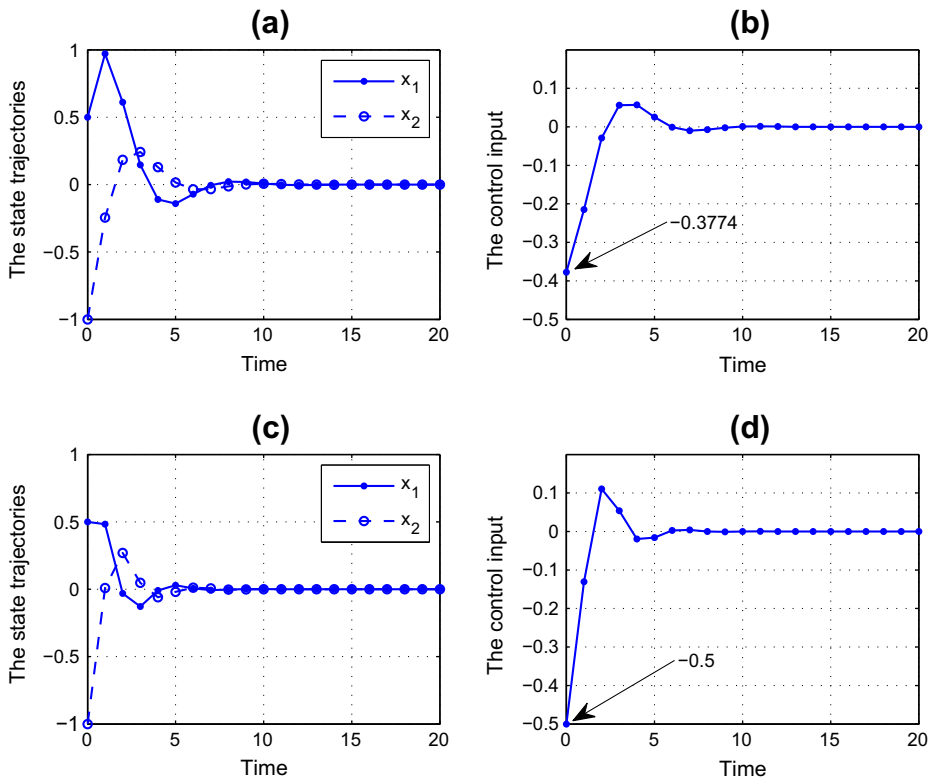 (a)
The state trajectories
1
0.5
0
−0.5
−1
x1
x2
0 5 10 15 20
Time
(b)
The control input
0.1
0
−0.1
−0.2
−0.3
−0.4
−0.5
−0.3774
0 5 10 15 20
Time
(c)
The state trajectories
1
0.5
0
−0.5
−1
x1
x2
0 5 10 15 20
Time
(d)
The control input
0.1
0
−0.1
−0.2
−0.3
−0.4
−0.5
−0.5
0 5 10 15 20
Time